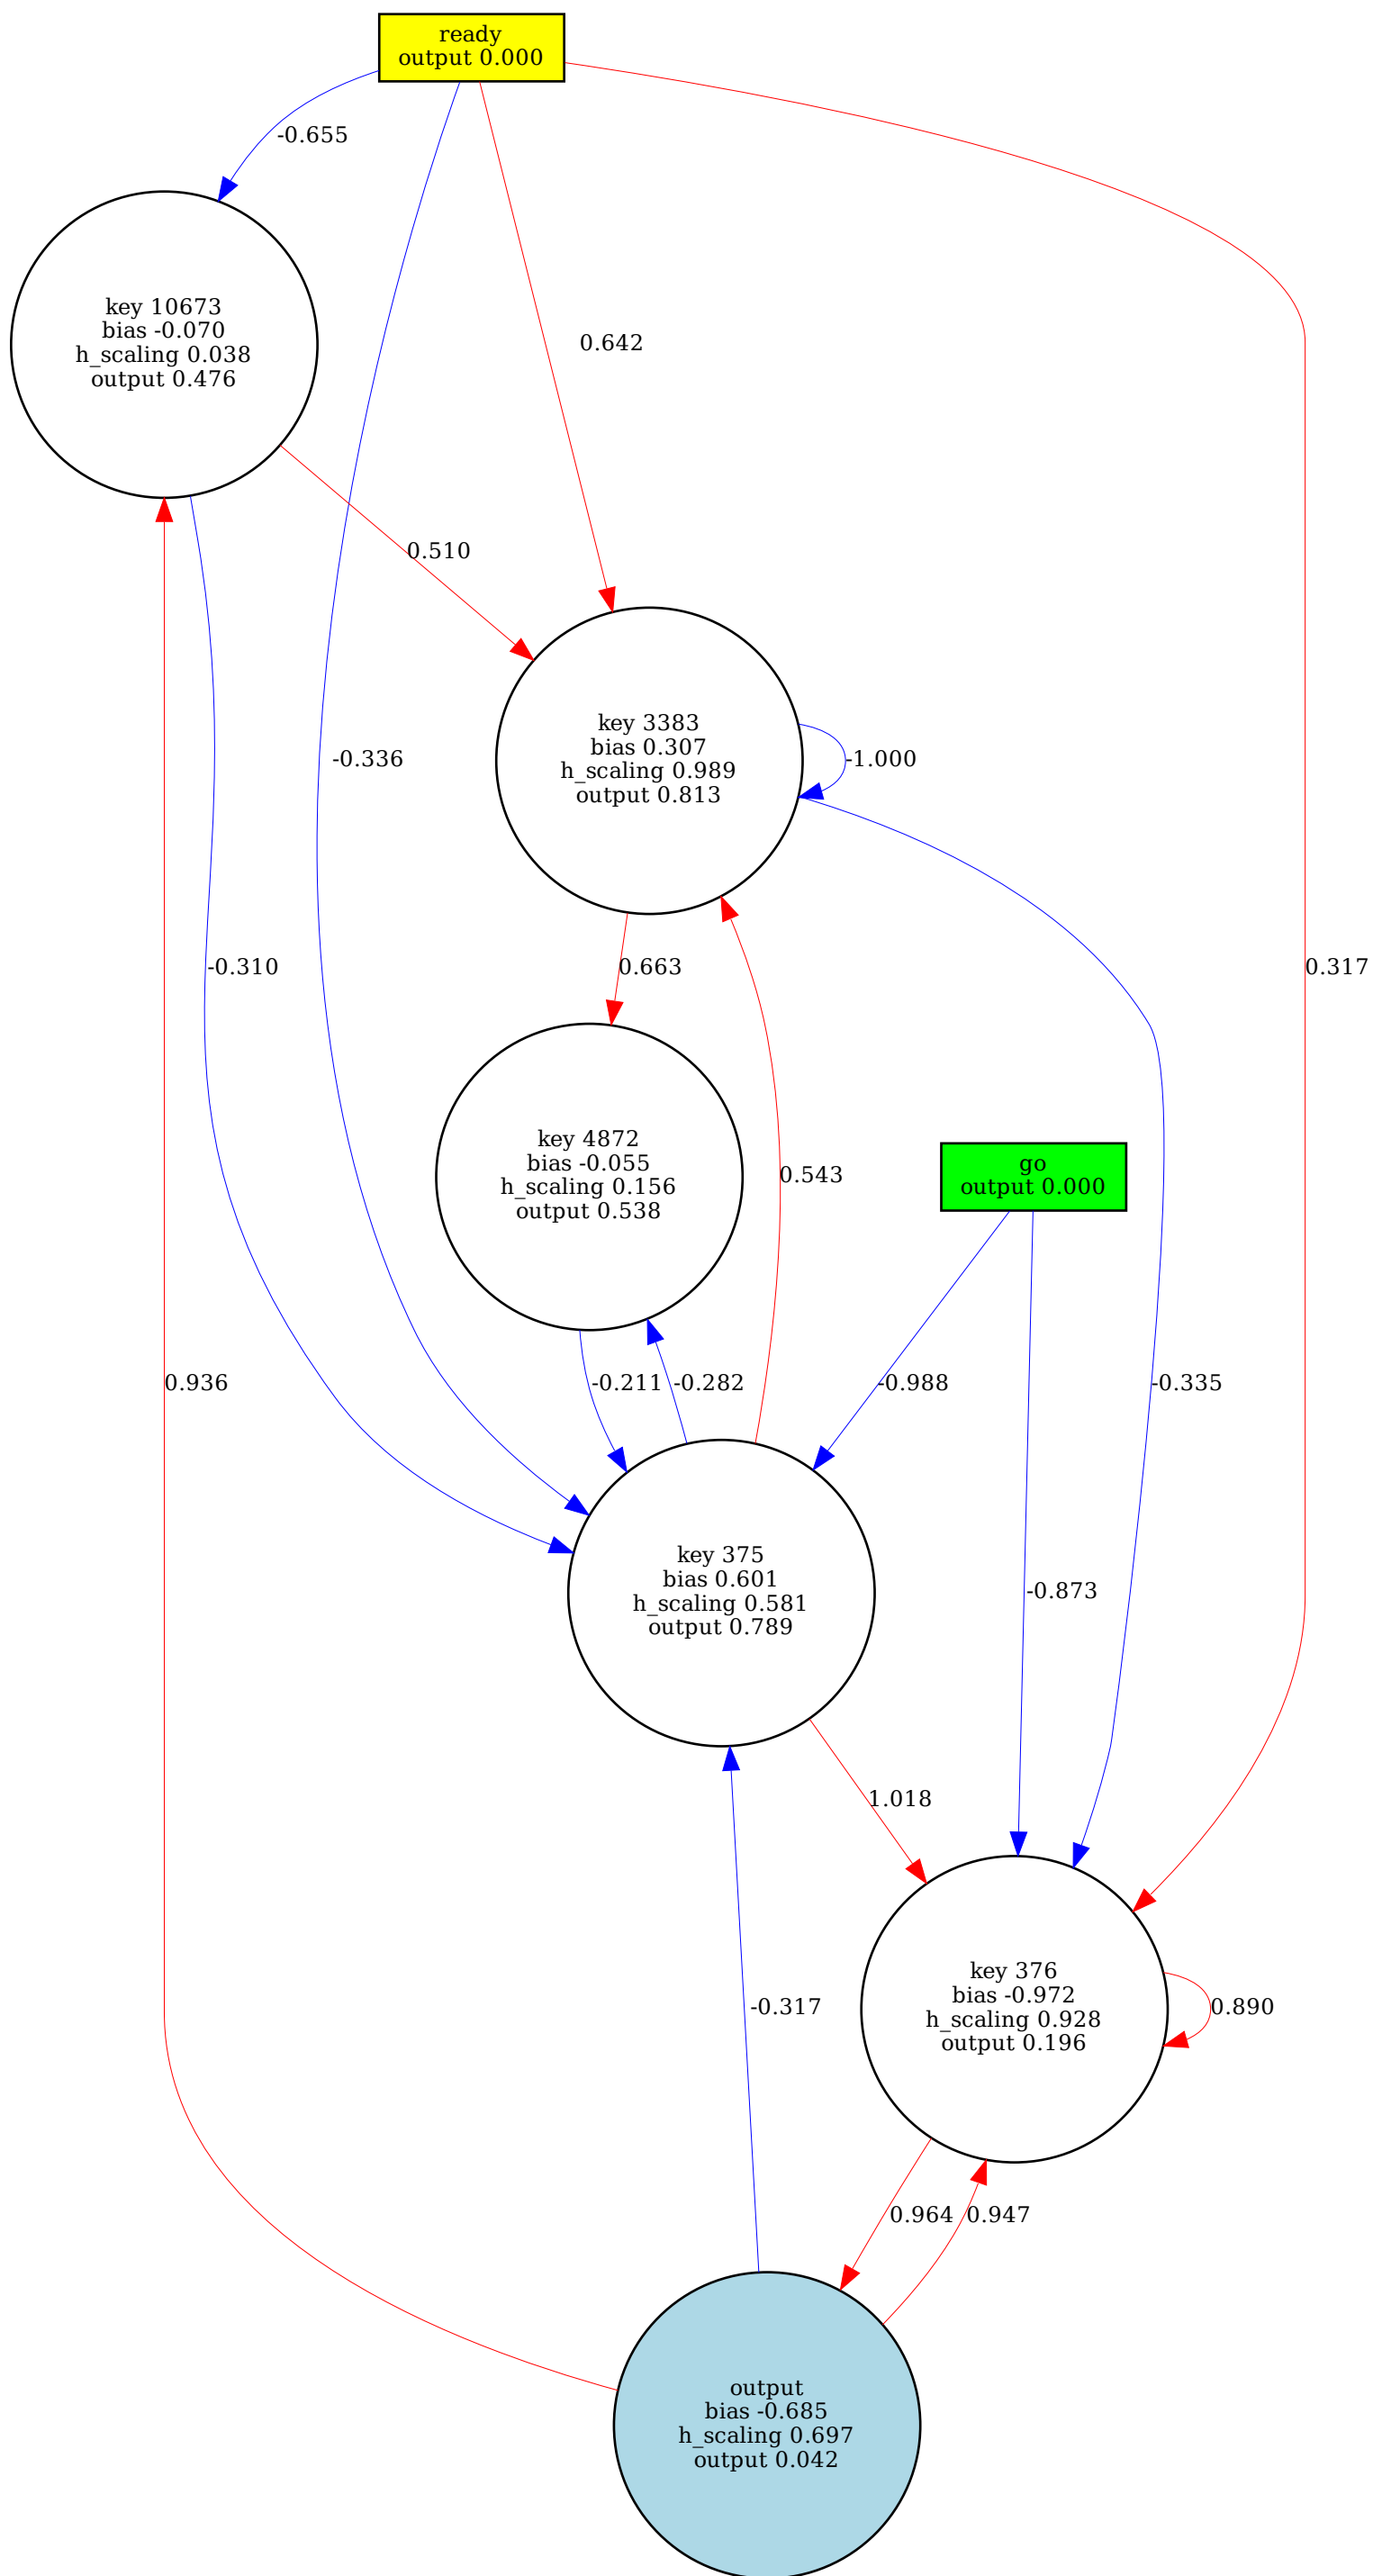 ready
output 0.000
-0.655
key 10673
bias -0.070
h_scaling 0.038
output 0.476
0.642
0.510
key 3383
bias 0.307
h_scaling 0.989
output 0.813
-1.000
-0.336
-0.310
0.663
0.317
key 4872
bias -0.055
h_scaling 0.156
output 0.538
0.543
go
output 0.000
0.936
-0.211
-0.282
-0.988
-0.335
key 375
bias 0.601
h_scaling 0.581
output 0.789
-0.873
1.018
key 376
bias -0.972
h_scaling 0.928
output 0.196
-0.317
0.890
0.964
0.947
output
bias -0.685
h_scaling 0.697
output 0.042